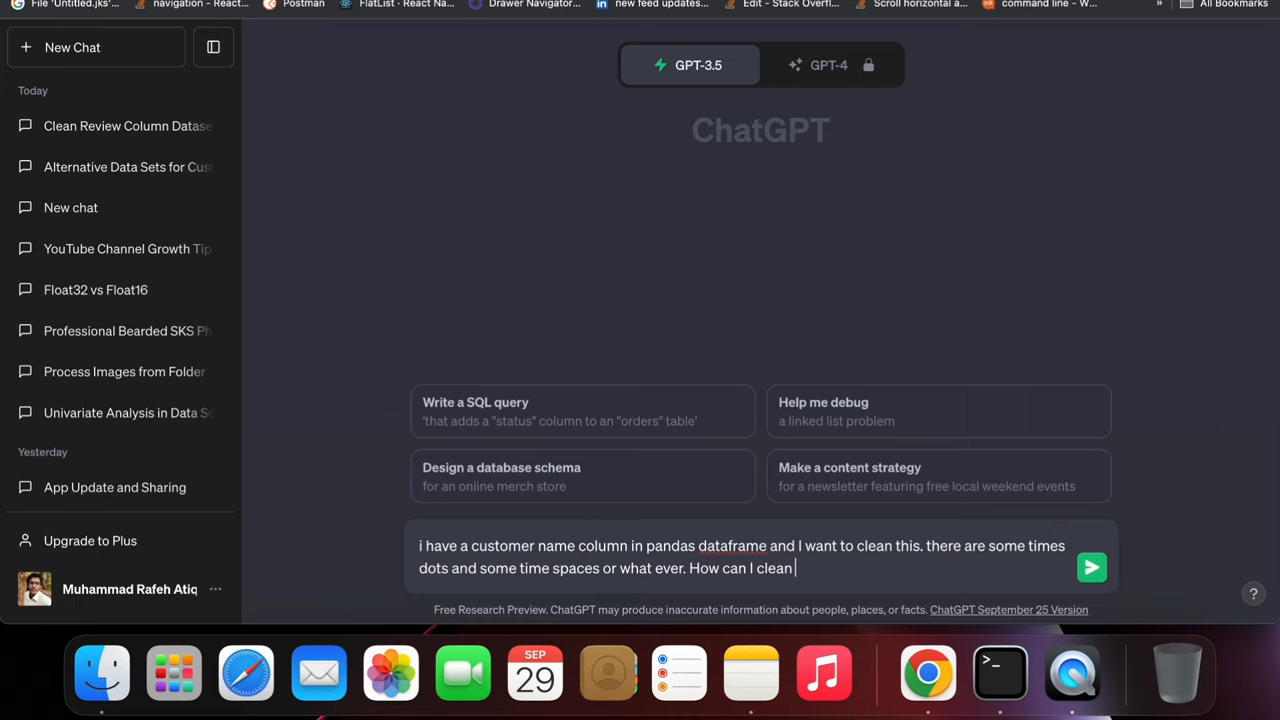 File 'Untitled.jks'...
navigation - React...
Postman
FlatList · React Na...
Drawer Navigator...
new feed updates...
Edit - Stack Overfl...
Scroll horizontal a...
command line - W...
»
All Bookmarks
New Chat
Today
Clean Review Column Datase
Alternative Data Sets for Cust
New chat
YouTube Channel Growth Tip
Float32 vs Float16
Professional Bearded SKS Ph
Process Images from Folder
Univariate Analysis in Data Sc
Yesterday
App Update and Sharing
Upgrade to Plus
Muhammad Rafeh Atiq
GPT-3.5
GPT-4
ChatGPT
Write a SQL query
'that adds a "status" column to an "orders" table'
Help me debug
a linked list problem
Design a database schema
for an online merch store
Make a content strategy
for a newsletter featuring free local weekend events
i have a customer name column in pandas dataframe and I want to clean this. there are some times
dots and some time spaces or what ever. How can I clean
Free Research Preview. ChatGPT may produce inaccurate information about people, places, or facts. ChatGPT September 25 Version
?
SEP
29